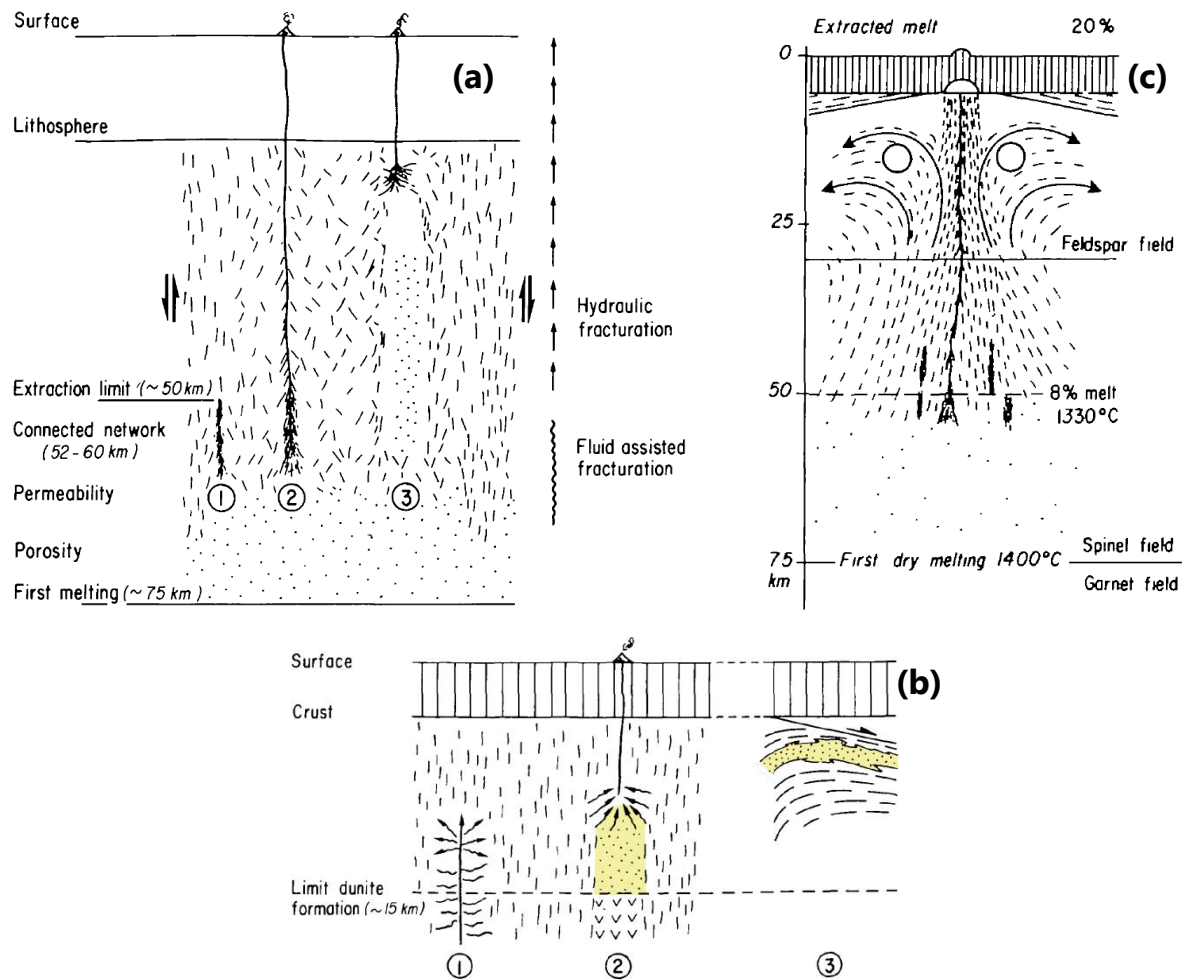 Surface
(a)
Lithosphere
Hydraulic
fracturation
Extraction limit (~50 km)
Connected network
(52-60 km)
Fluid assisted
fracturation
Permeability
1
2
3
Porosity
First melting (~75 km)
Extracted melt 20%
0
(c)
25
Feldspar field
50
8% melt
1330°C
75
km
First dry melting 1400°C
Spinel field
Garnet field
Surface
(b)
Crust
Limit dunite
formation (~15 km)
1
2
3